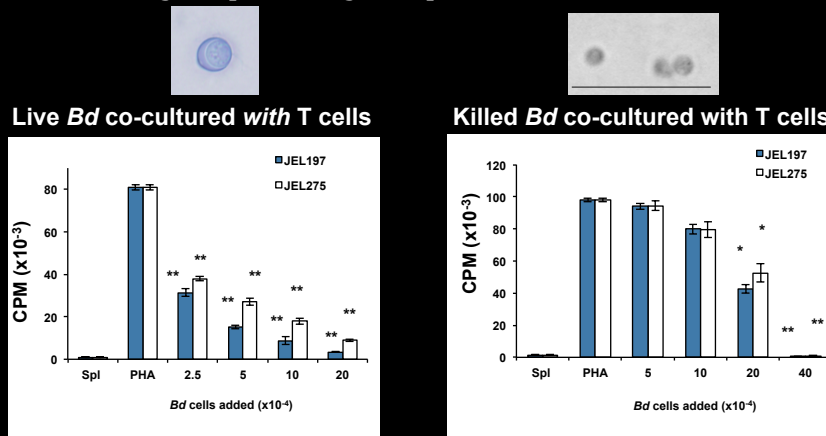 Live Bd co-cultured with T cells
Killed Bd co-cultured with T cells
JEL197
JEL275
CPM (x10-3)
80
60
40
20
0
** **
** **
** **
** **
Spl PHA 2.5 5 10 20
Bd cells added (x10-4)
JEL197
JEL275
CPM (x10-3)
120
100
80
60
40
20
0
* *
** **
Spl PHA 5 10 20 40
Bd cells added (x10-4)